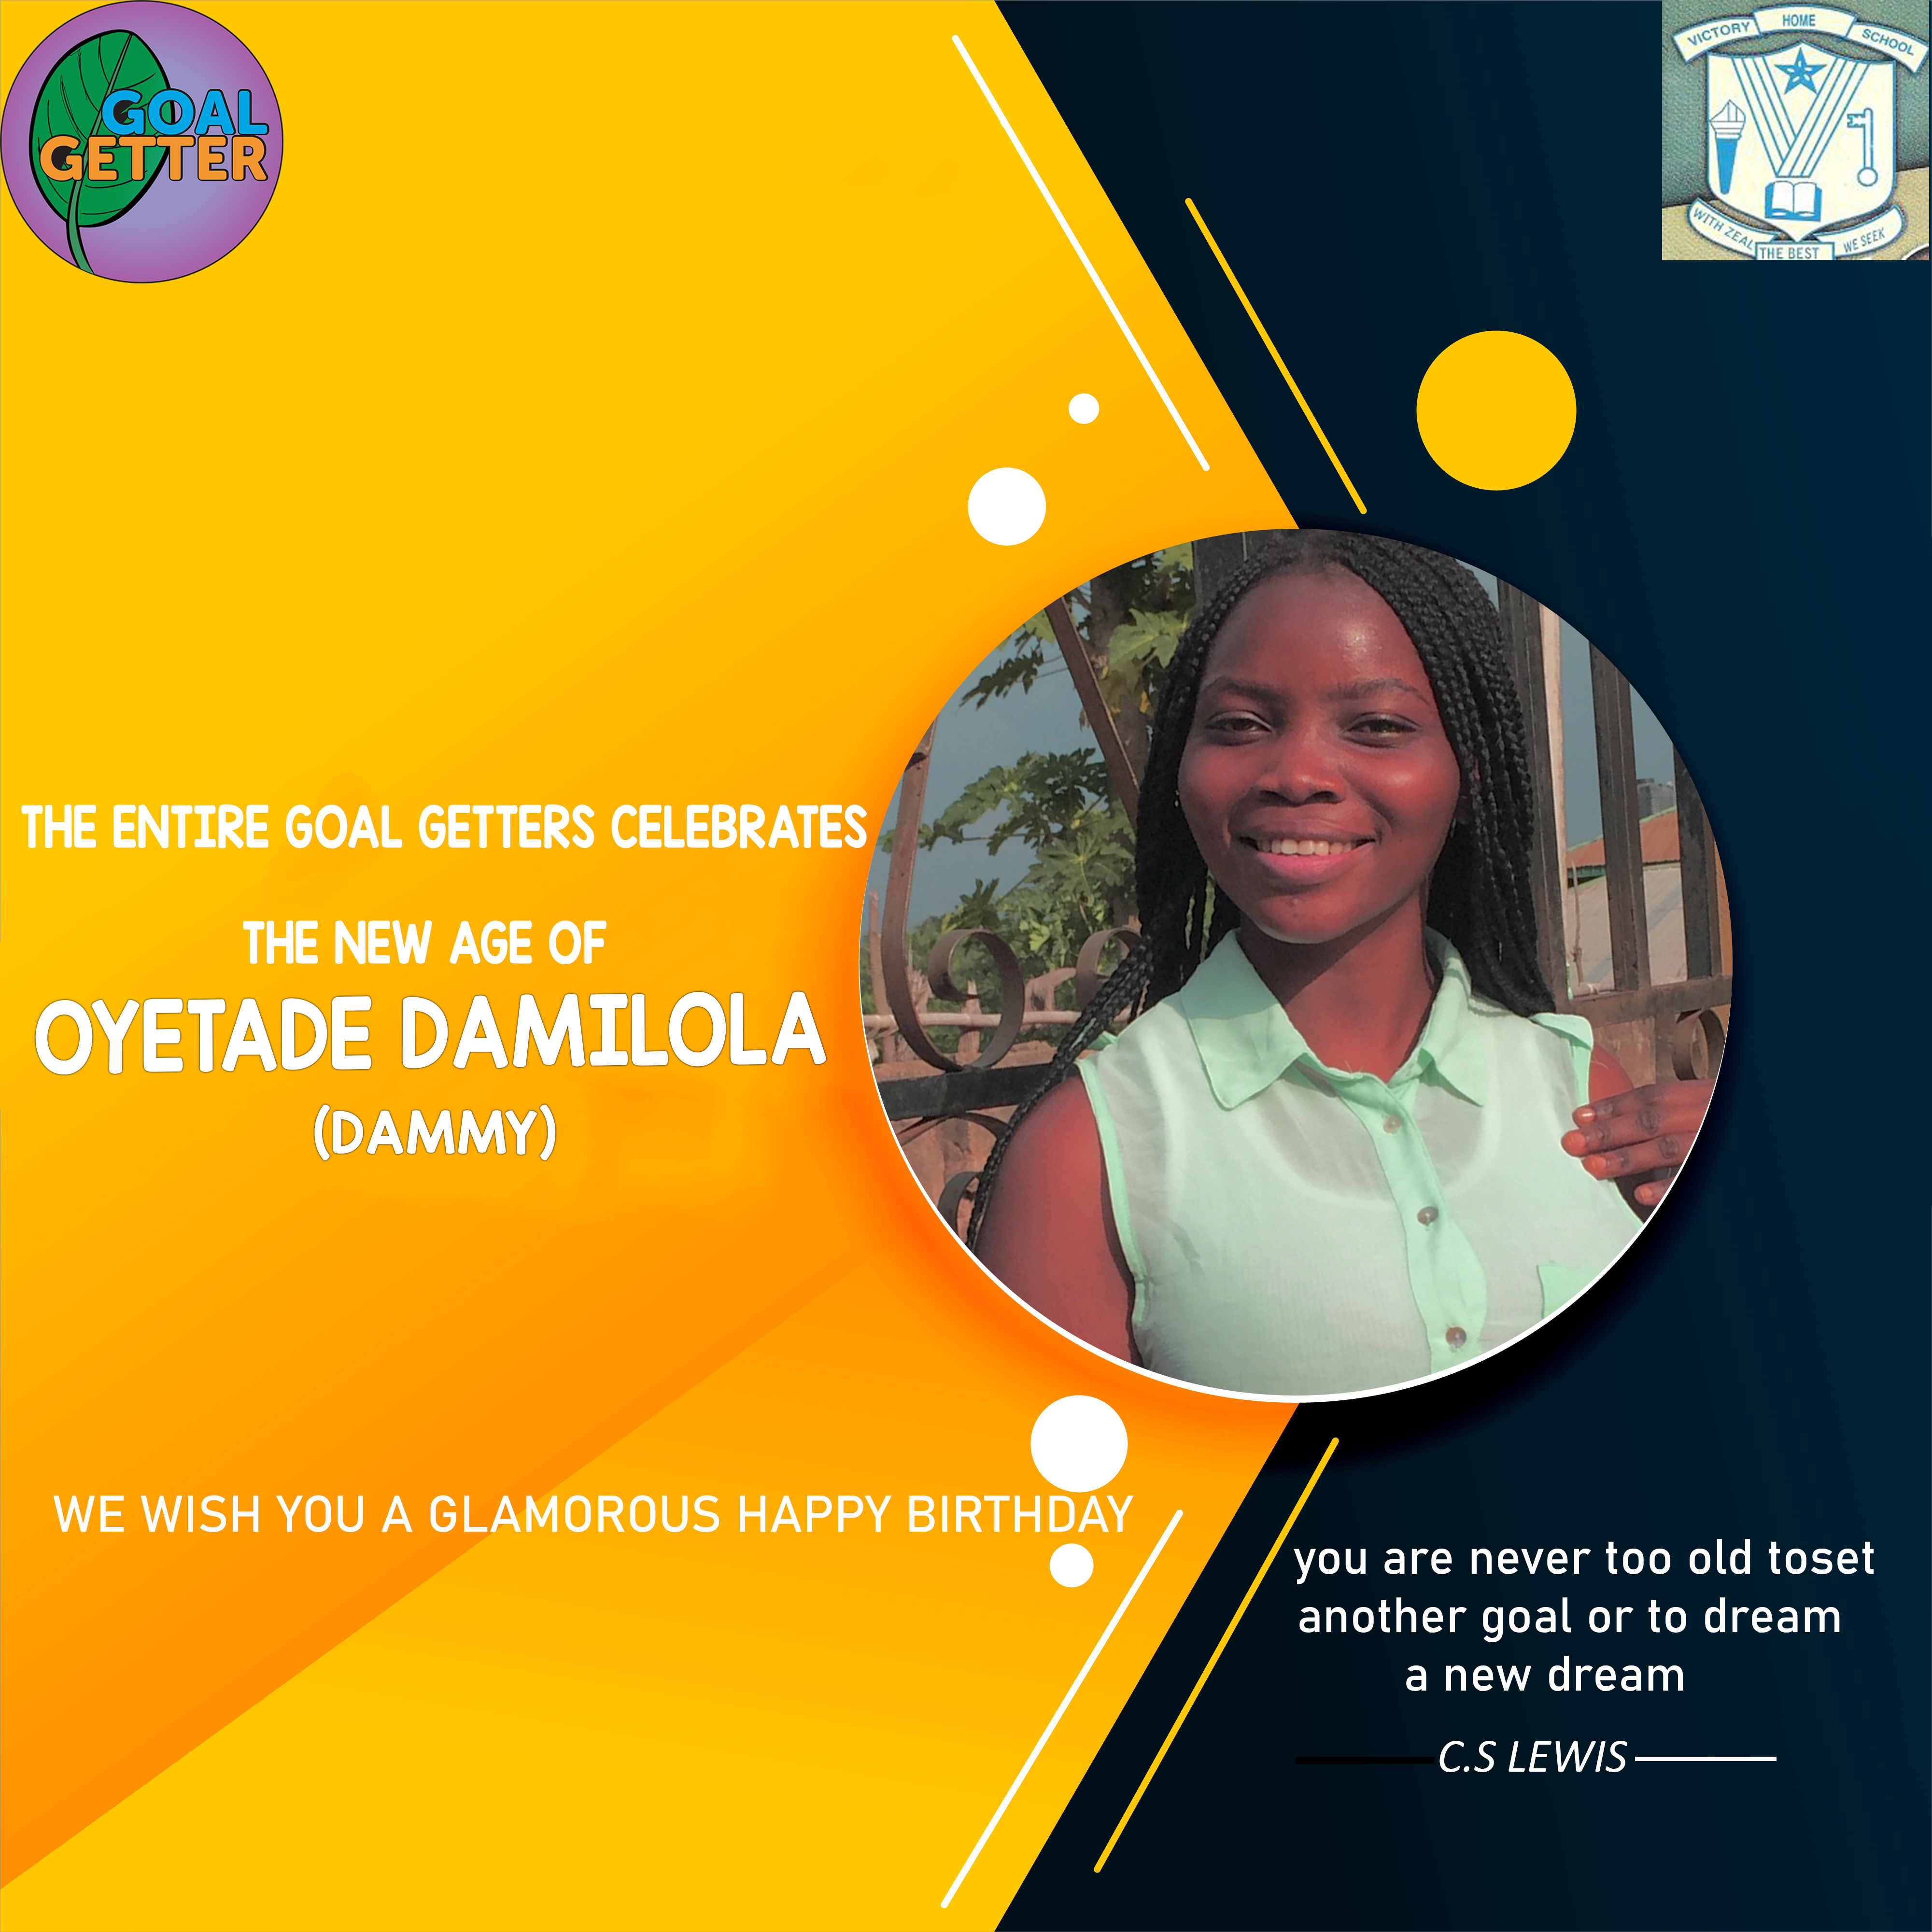 GOAL
GETTER
VICTORY HOME SCHOOL
WITH ZEAL THE BEST WE SEEK
THE ENTIRE GOAL GETTERS CELEBRATES
THE NEW AGE OF
OYETADE DAMILOLA
(DAMMY)
WE WISH YOU A GLAMOROUS HAPPY BIRTHDAY
you are never too old toset
another goal or to dream
a new dream
C.S LEWIS